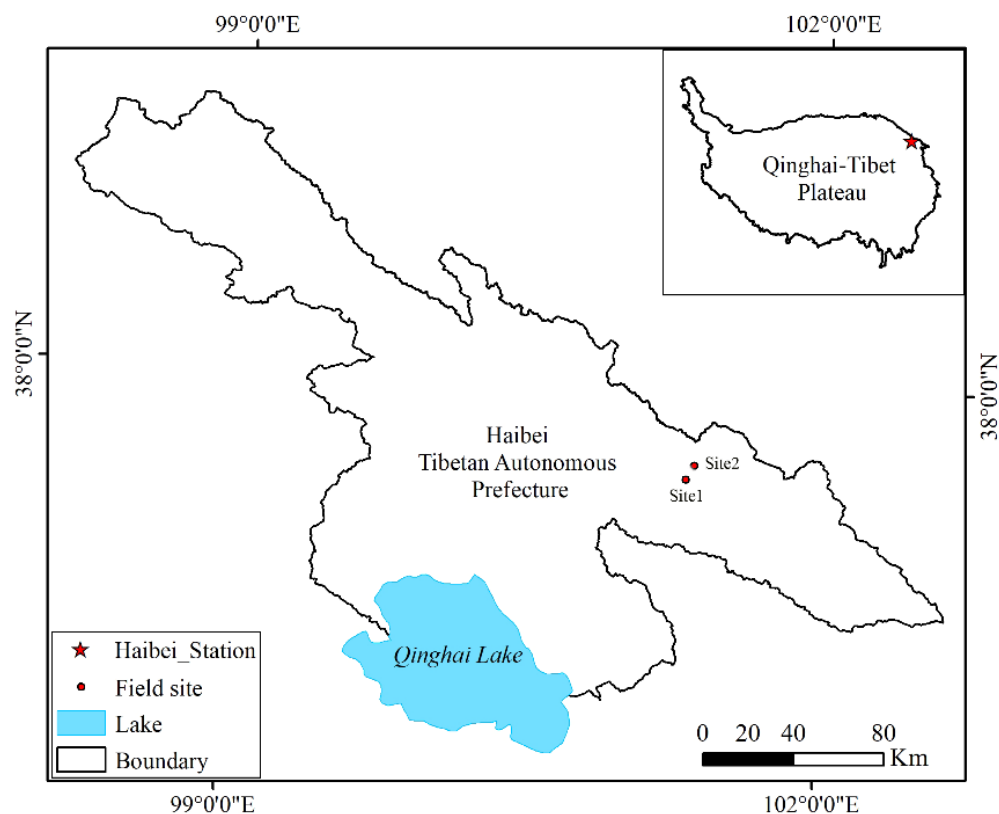 99°0'0"E
102°0'0"E
Qinghai-Tibet
Plateau
38°0'0"N
38°0'0"N
Haibei
Tibetan Autonomous
Prefecture
Site2
Site1
Qinghai Lake
Haibei_Station
Field site
Lake
Boundary
0 20 40 80
Km
99°0'0"E
102°0'0"E